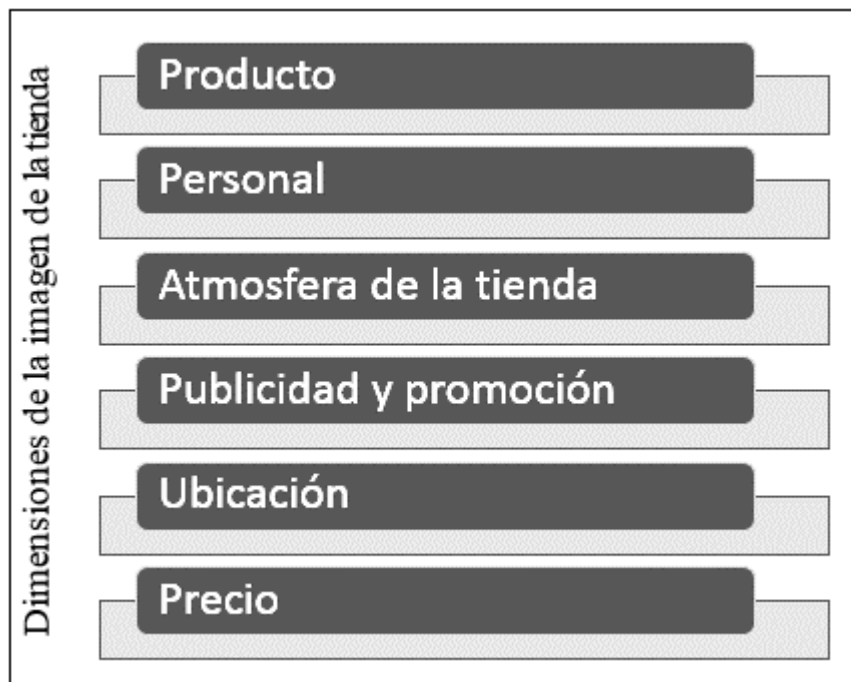 Dimensiones de la imagen de la tienda
Producto
Personal
Atmosfera de la tienda
Publicidad y promoción
Ubicación
Precio